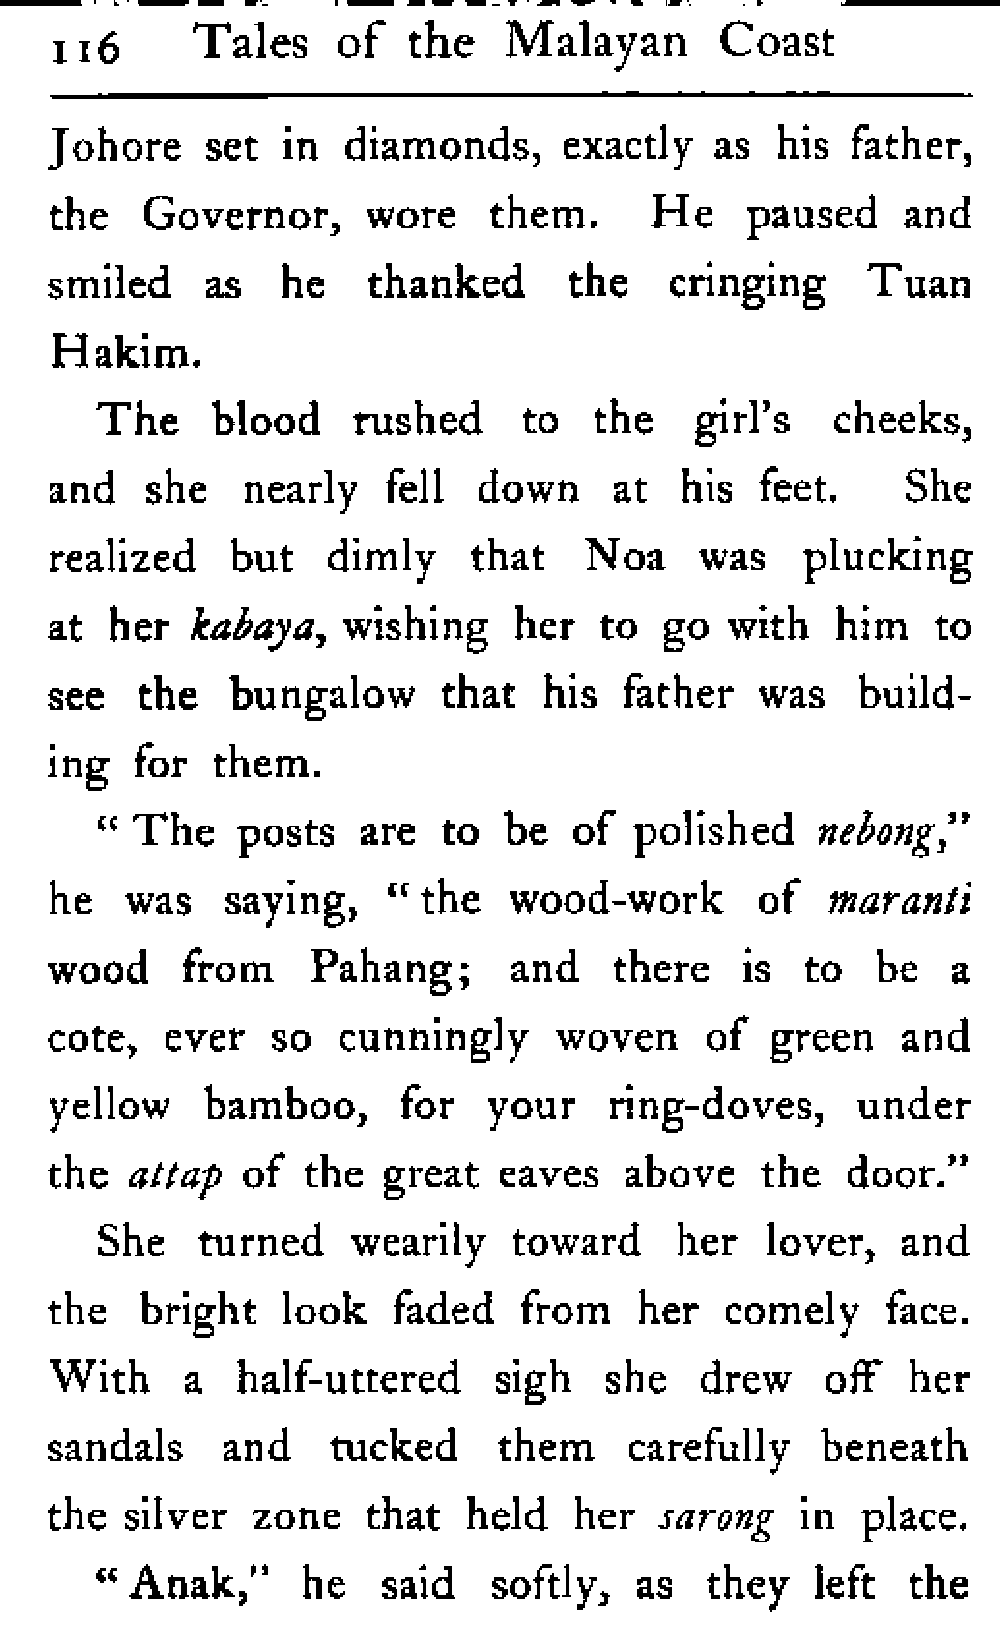 116 Tales of the Malayan Coast
Johore set in diamonds, exactly as his father,
the Governor, wore them. He paused and
smiled as he thanked the cringing Tuan
Hakim.
The blood rushed to the girl's cheeks,
and she nearly fell down at his feet. She
realized but dimly that Noa was plucking
at her kabaya, wishing her to go with him to
see the bungalow that his father was build-
ing for them.
"The posts are to be of polished nebong,"
he was saying, "the wood-work of maranti
wood from Pahang; and there is to be a
cote, ever so cunningly woven of green and
yellow bamboo, for your ring-doves, under
the attap of the great eaves above the door."
She turned wearily toward her lover, and
the bright look faded from her comely face.
With a half-uttered sigh she drew off her
sandals and tucked them carefully beneath
the silver zone that held her sarong in place.
"Anak," he said softly, as they left the